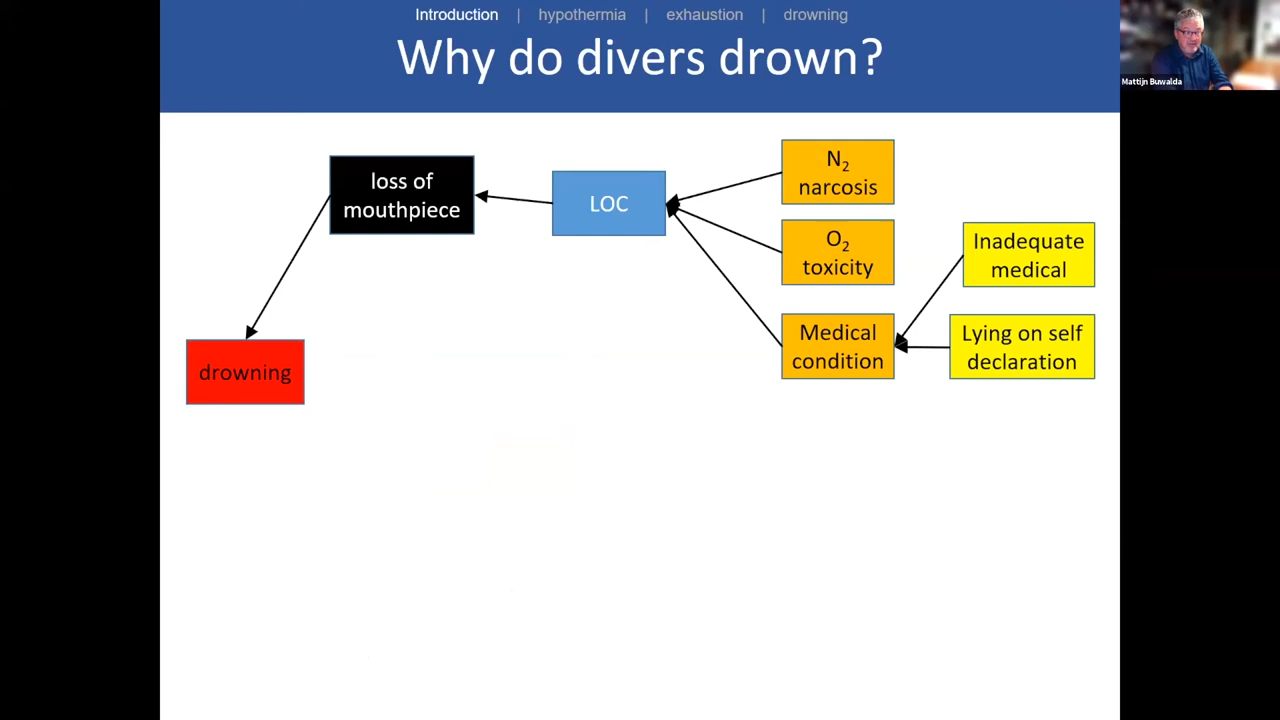 Introduction | hypothermia | exhaustion | drowning
Why do divers drown?
Mattijn Buwalda
loss of
mouthpiece
LOC
N₂
narcosis
O₂
toxicity
Inadequate
medical
Medical
condition
Lying on self
declaration
drowning